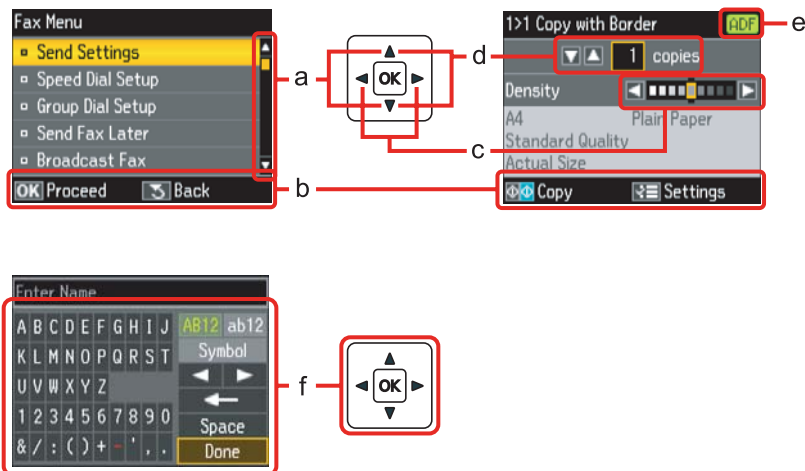 Fax Menu
Send Settings
Speed Dial Setup
Group Dial Setup
Send Fax Later
Broadcast Fax
OK Proceed Back
a
b
OK
d
c
1>1 Copy with Border ADF
e
1 copies
Density
A4 Plain Paper
Standard Quality
Actual Size
Copy Settings
Enter Name
A B C D E F G H I J AB12 ab12
K L M N O P Q R S T Symbol
U V W X Y Z
1 2 3 4 5 6 7 8 9 0 Space
& / : ( ) + - ' , . Done
f
OK